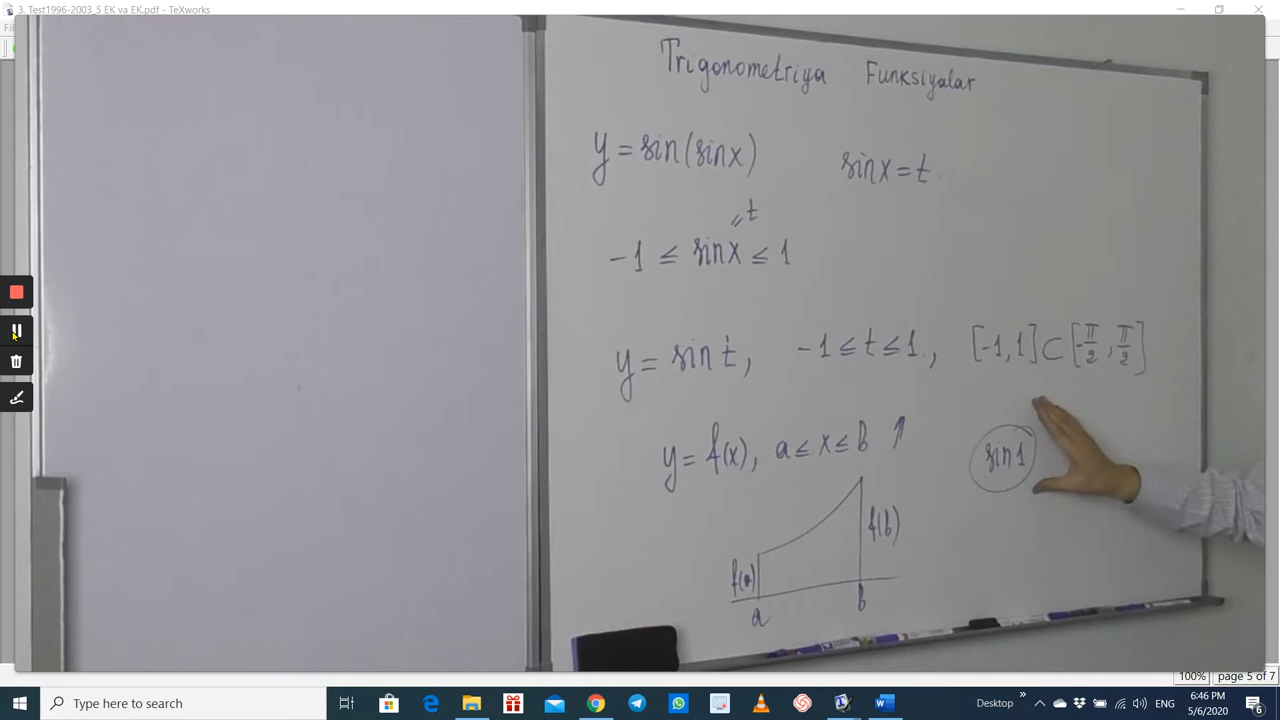 3. Test1996-2003_5 EK va EK.pdf - TeXworks
Trigonometriya Funksiyalar
y = sin(sinx) sinx = t
t
-1 ≤ sinx ≤ 1
y = sin t, -1 ≤ t ≤ 1, [-1, 1] ⊂ [-π/2, π/2]
y = f(x), a ≤ x ≤ b ↑
sin1
f(b)
f(a)
a b
100% page 5 of 7
Type here to search
Desktop
ENG
6:46 PM
5/6/2020
6